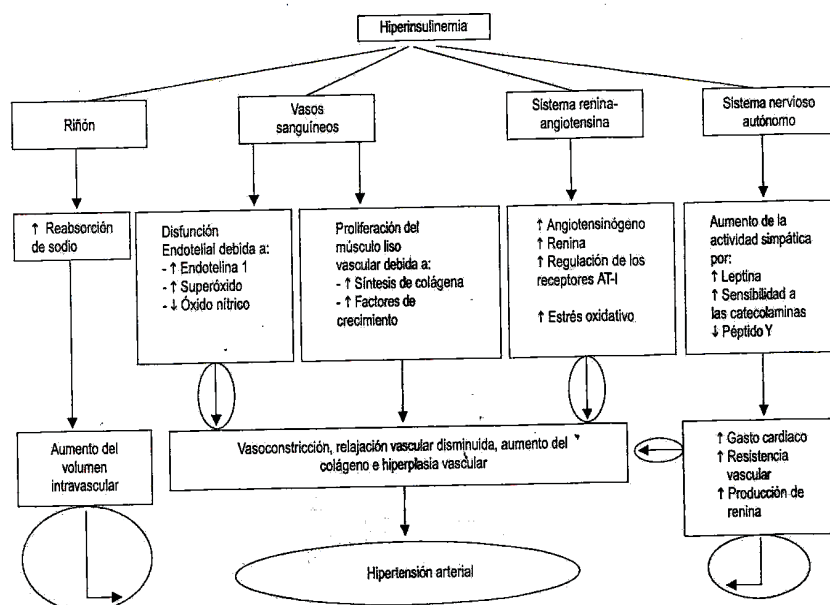 Hiperinsulinemia
Riñón
Vasos
sanguíneos
Sistema renina-
angiotensina
Sistema nervioso
autónomo
↑ Reabsorción
de sodio
Disfunción
Endotelial debida a:
- ↑ Endotelina 1
- ↑ Superóxido
- ↓ Óxido nítrico
Proliferación del
músculo liso
vascular debida a:
- ↑ Síntesis de colágena
- ↑ Factores de
crecimiento
↑ Angiotensinógeno
↑ Renina
↑ Regulación de los
receptores AT-I
↑ Estrés oxidativo
Aumento de la
actividad simpática
por:
↑ Leptina
↑ Sensibilidad a
las catecolaminas
↓ Péptido Y
Aumento del
volumen
intravascular
Vasoconstricción, relajación vascular disminuida, aumento del
colágeno e hiperplasia vascular
↑ Gasto cardiaco
↑ Resistencia
vascular
↑ Producción de
renina
Hipertensión arterial